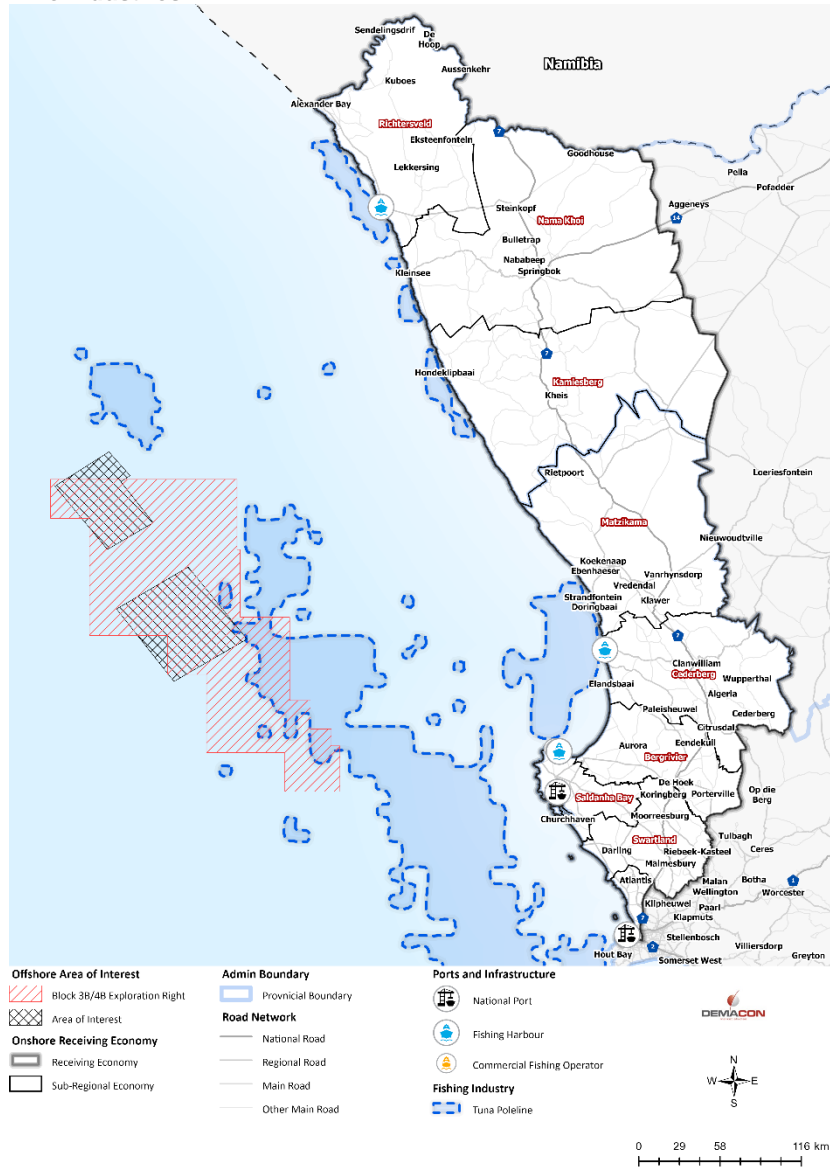 Sendelingsdrif
De
Hoop
Aussenkehr
Namibia
Kuboes
Alexander Bay
Richtersveld
7
Eksteenfontein
Goodhouse
Lekkersing
Pella
Pofadder
Aggeneys
14
Steinkopf
Nama Khoi
Bulletrap
Nababeep
Springbok
Kleinsee
7
Hondeklipbaai
Kamiesberg
Kheis
Rietpoort
Loeriesfontein
Matzikama
Nieuwoudtville
Koekenaap
Ebenhaeser
Vanrhynsdorp
Vredendal
Strandfontein
Klawer
Doringbaai
7
Clanwilliam
Cederberg
Wupperthal
Elandsbaai
Algeria
Paleisheuwel
Cederberg
Citrusdal
Aurora
Eendekuil
Bergrivier
De Hoek
Saldanha Bay
Koringberg
Porterville
Op die
Berg
Churchhaven
Moorreesburg
Swartland
Tulbagh
Darling
Riebeek-Kasteel
Ceres
Malmesbury
Atlantis
Malan
Botha
1
Wellington
Worcester
Klipheuwel
Paarl
7
Klapmuts
Stellenbosch
2
Villiersdorp
Hout Bay
Somerset West
Greyton
Offshore Area of Interest
Block 3B/4B Exploration Right
Area of Interest
Onshore Receiving Economy
Receiving Economy
Sub-Regional Economy
Admin Boundary
Provnicial Boundary
Road Network
National Road
Regional Road
Main Road
Other Main Road
Ports and Infrastructure
National Port
Fishing Harbour
Commercial Fishing Operator
Fishing Industry
Tuna Poleline
DEMACON
N
W E
S
0 29 58 116 km